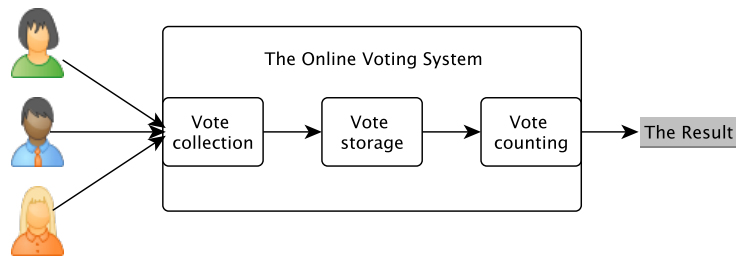 The Online Voting System
Vote
collection
Vote
storage
Vote
counting
The Result